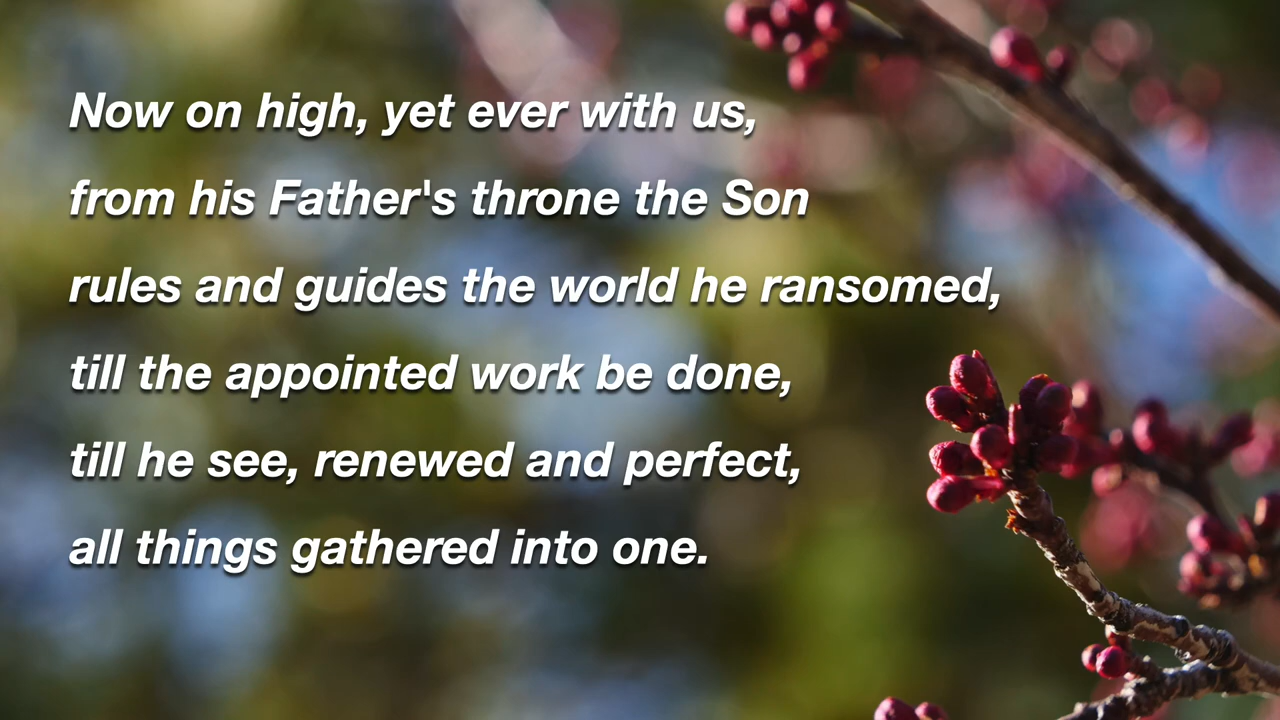 Now on high, yet ever with us,
from his Father's throne the Son
rules and guides the world he ransomed,
till the appointed work be done,
till he see, renewed and perfect,
all things gathered into one.